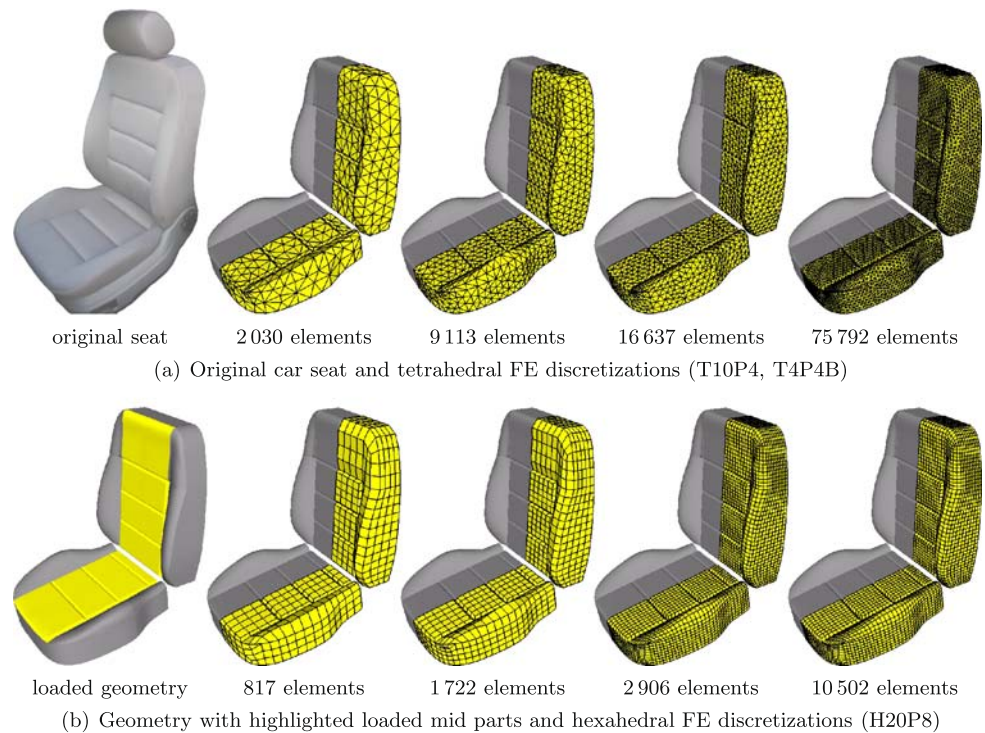 original seat
2 030 elements
9 113 elements
16 637 elements
75 792 elements
(a) Original car seat and tetrahedral FE discretizations (T10P4, T4P4B)
loaded geometry
817 elements
1 722 elements
2 906 elements
10 502 elements
(b) Geometry with highlighted loaded mid parts and hexahedral FE discretizations (H20P8)